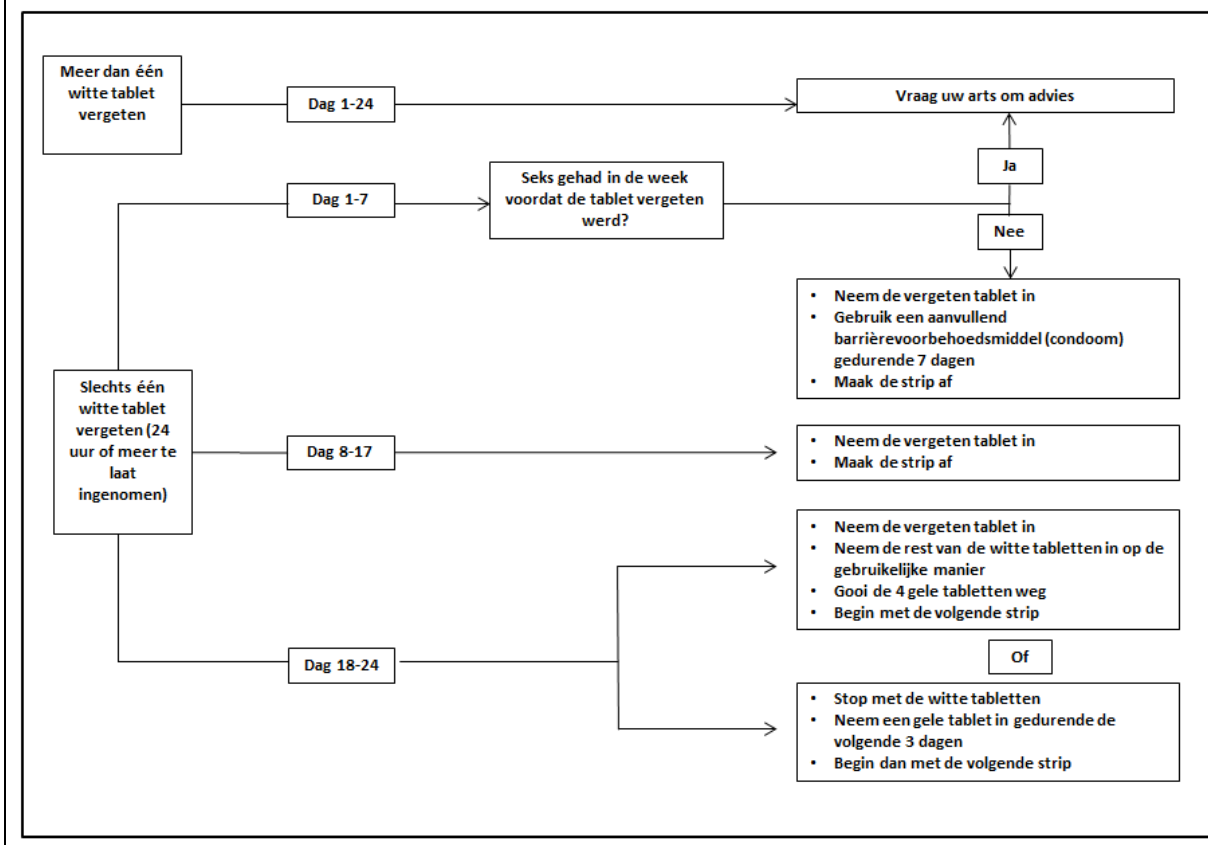 Meer dan één
witte tablet
vergeten
Dag 1-24
Vraag uw arts om advies
Ja
Dag 1-7
Seks gehad in de week
voordat de tablet vergeten
werd?
Nee
• Neem de vergeten tablet in
• Gebruik een aanvullend
barrièrevoorbehoedsmiddel (condoom)
gedurende 7 dagen
• Maak de strip af
Slechts één
witte tablet
vergeten (24
uur of meer te
laat
ingenomen)
Dag 8-17
• Neem de vergeten tablet in
• Maak de strip af
• Neem de vergeten tablet in
• Neem de rest van de witte tabletten in op de
gebruikelijke manier
• Gooi de 4 gele tabletten weg
• Begin met de volgende strip
Dag 18-24
Of
• Stop met de witte tabletten
• Neem een gele tablet in gedurende de
volgende 3 dagen
• Begin dan met de volgende strip